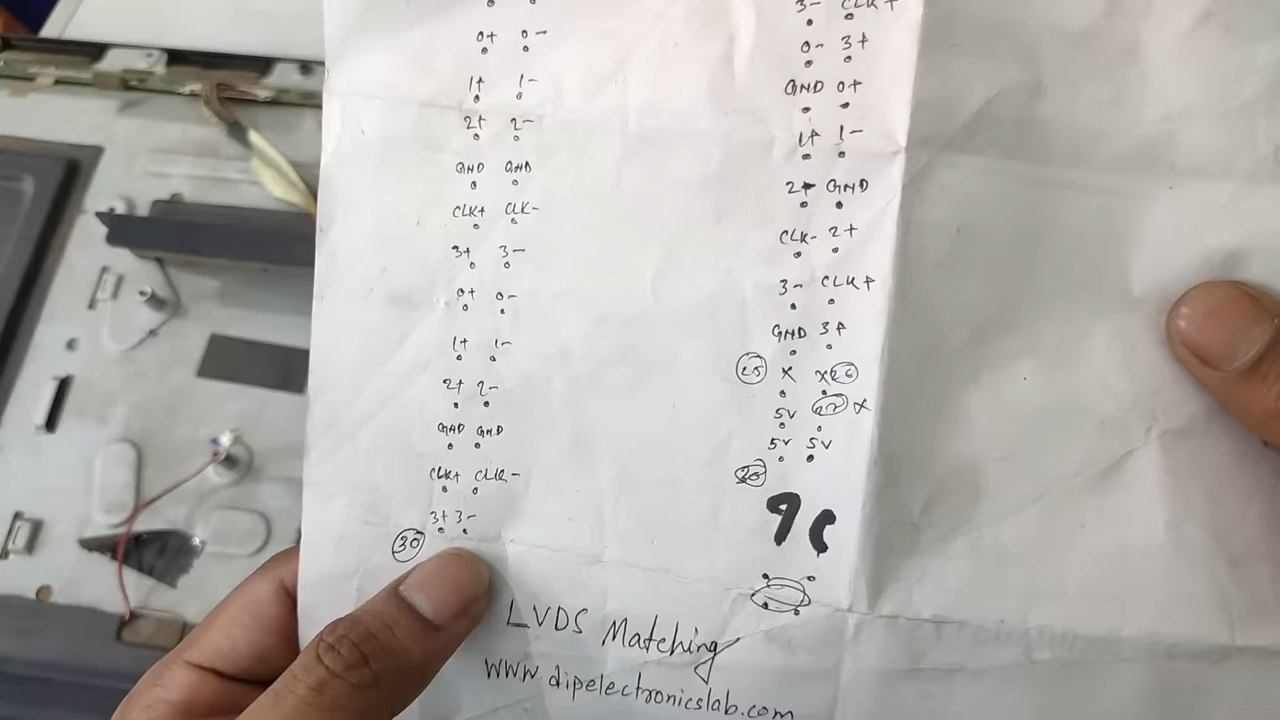 0+ 0-
1+ 1-
2+ 2-
GND GND
CLK+ CLK-
3+ 3-
0+ 0-
1+ 1-
2+ 2-
GND GND
CLK+ CLK-
3+ 3-
30
3- CLK+
0- 3+
GND 0+
1+ 1-
2+ GND
CLK- 2+
3- CLK+
GND 3+
25 X X 26
5V 27 X
5V 5V
30
LVDS Matching
www.dipelectronicslab.com